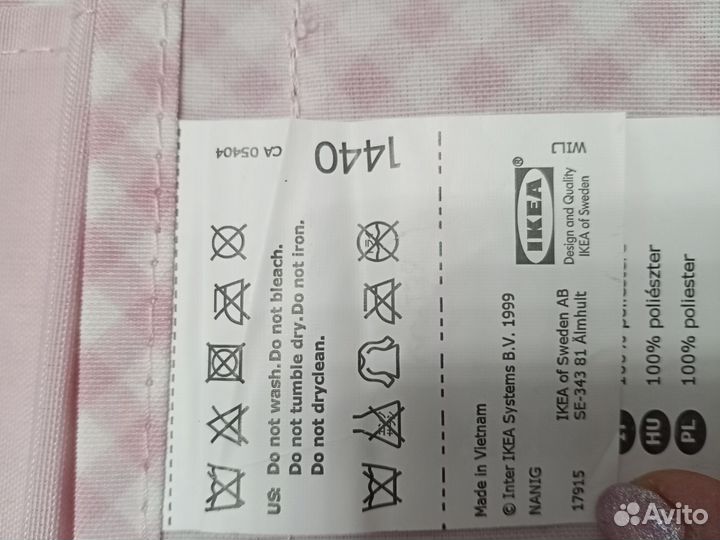 CA 05404
1440
US: Do not wash.Do not bleach.
Do not tumble dry.Do not iron.
Do not dryclean.
Made in Vietnam
© Inter IKEA Systems B.V. 1999
NANIG
17915
IKEA of Sweden AB
SE-343 81 Älmhult
IKEA®
Design and Quality
IKEA of Sweden
HU 100% poliészter
PL 100% poliester
Avito